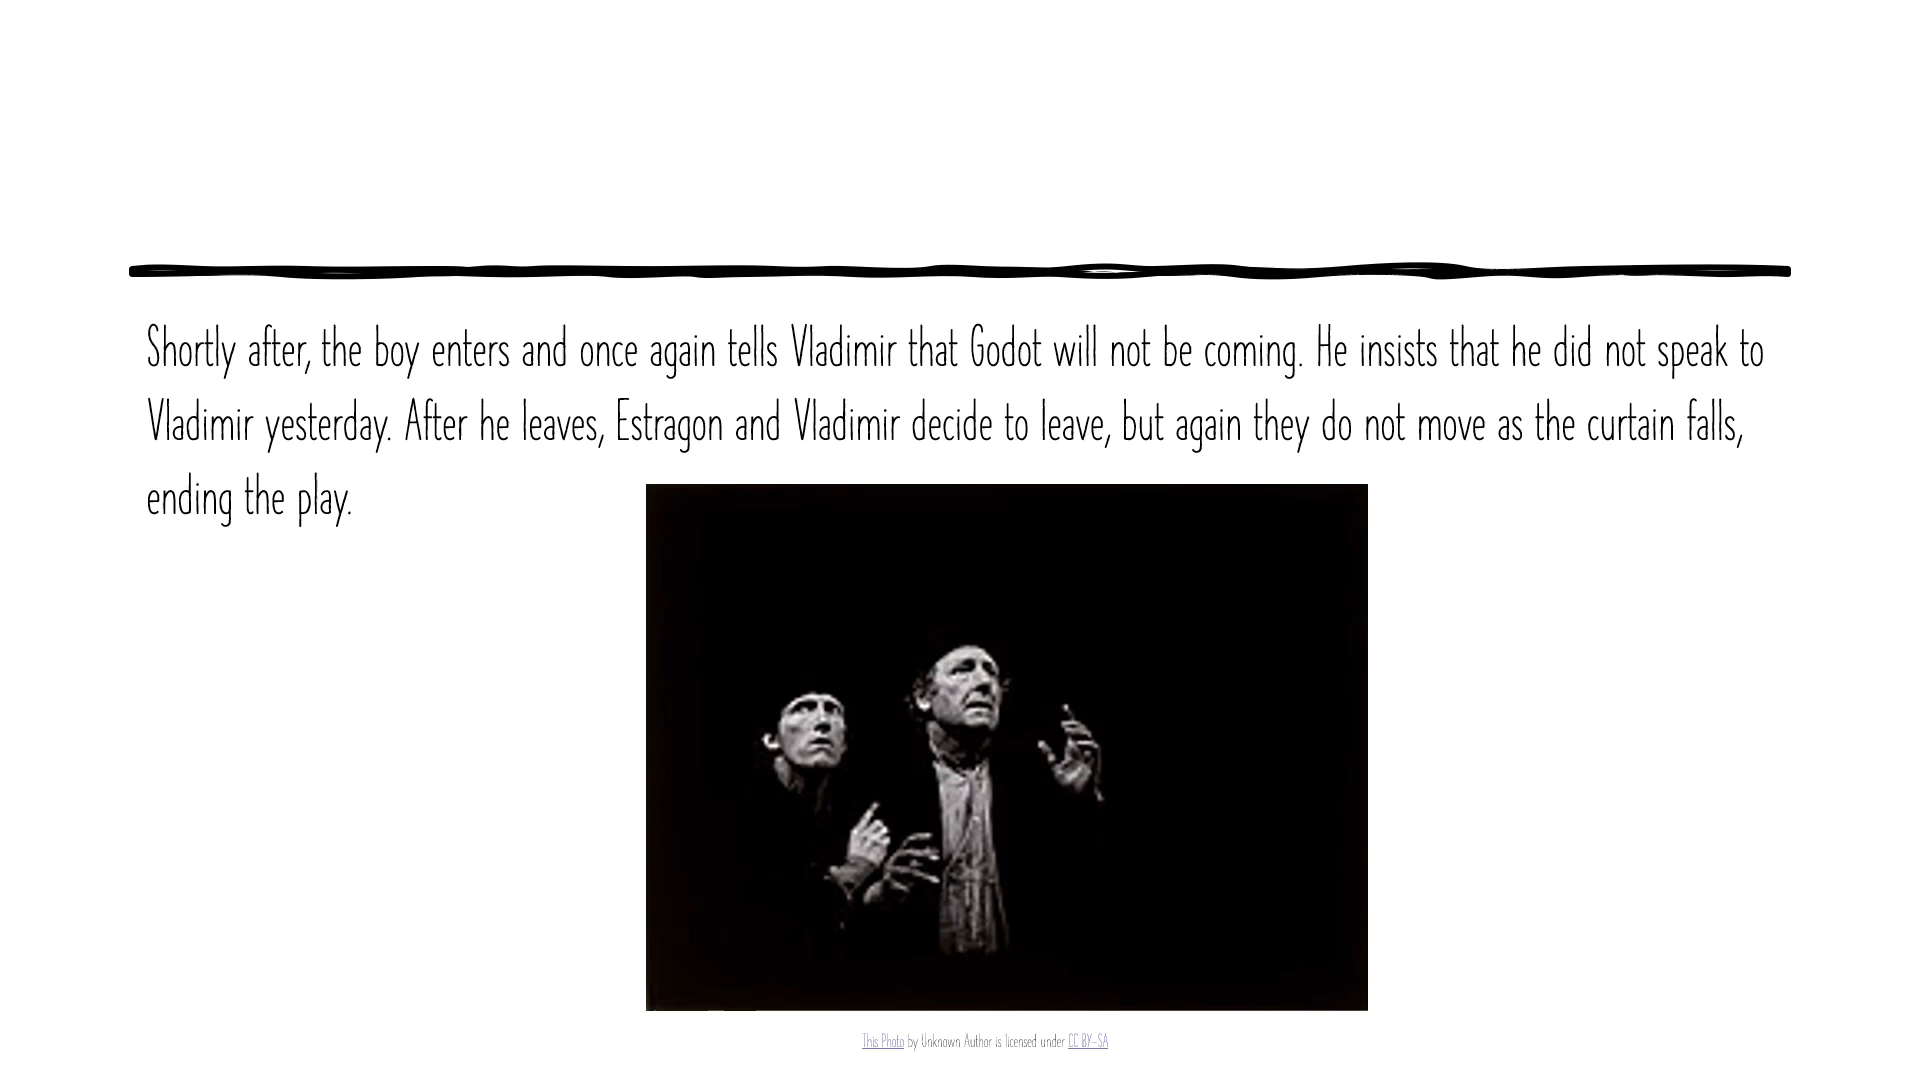 Shortly after, the boy enters and once again tells Vladimir that Godot will not be coming. He insists that he did not speak to
Vladimir yesterday. After he leaves, Estragon and Vladimir decide to leave, but again they do not move as the curtain falls,
ending the play.
This Photo by Unknown Author is licensed under CC BY-SA